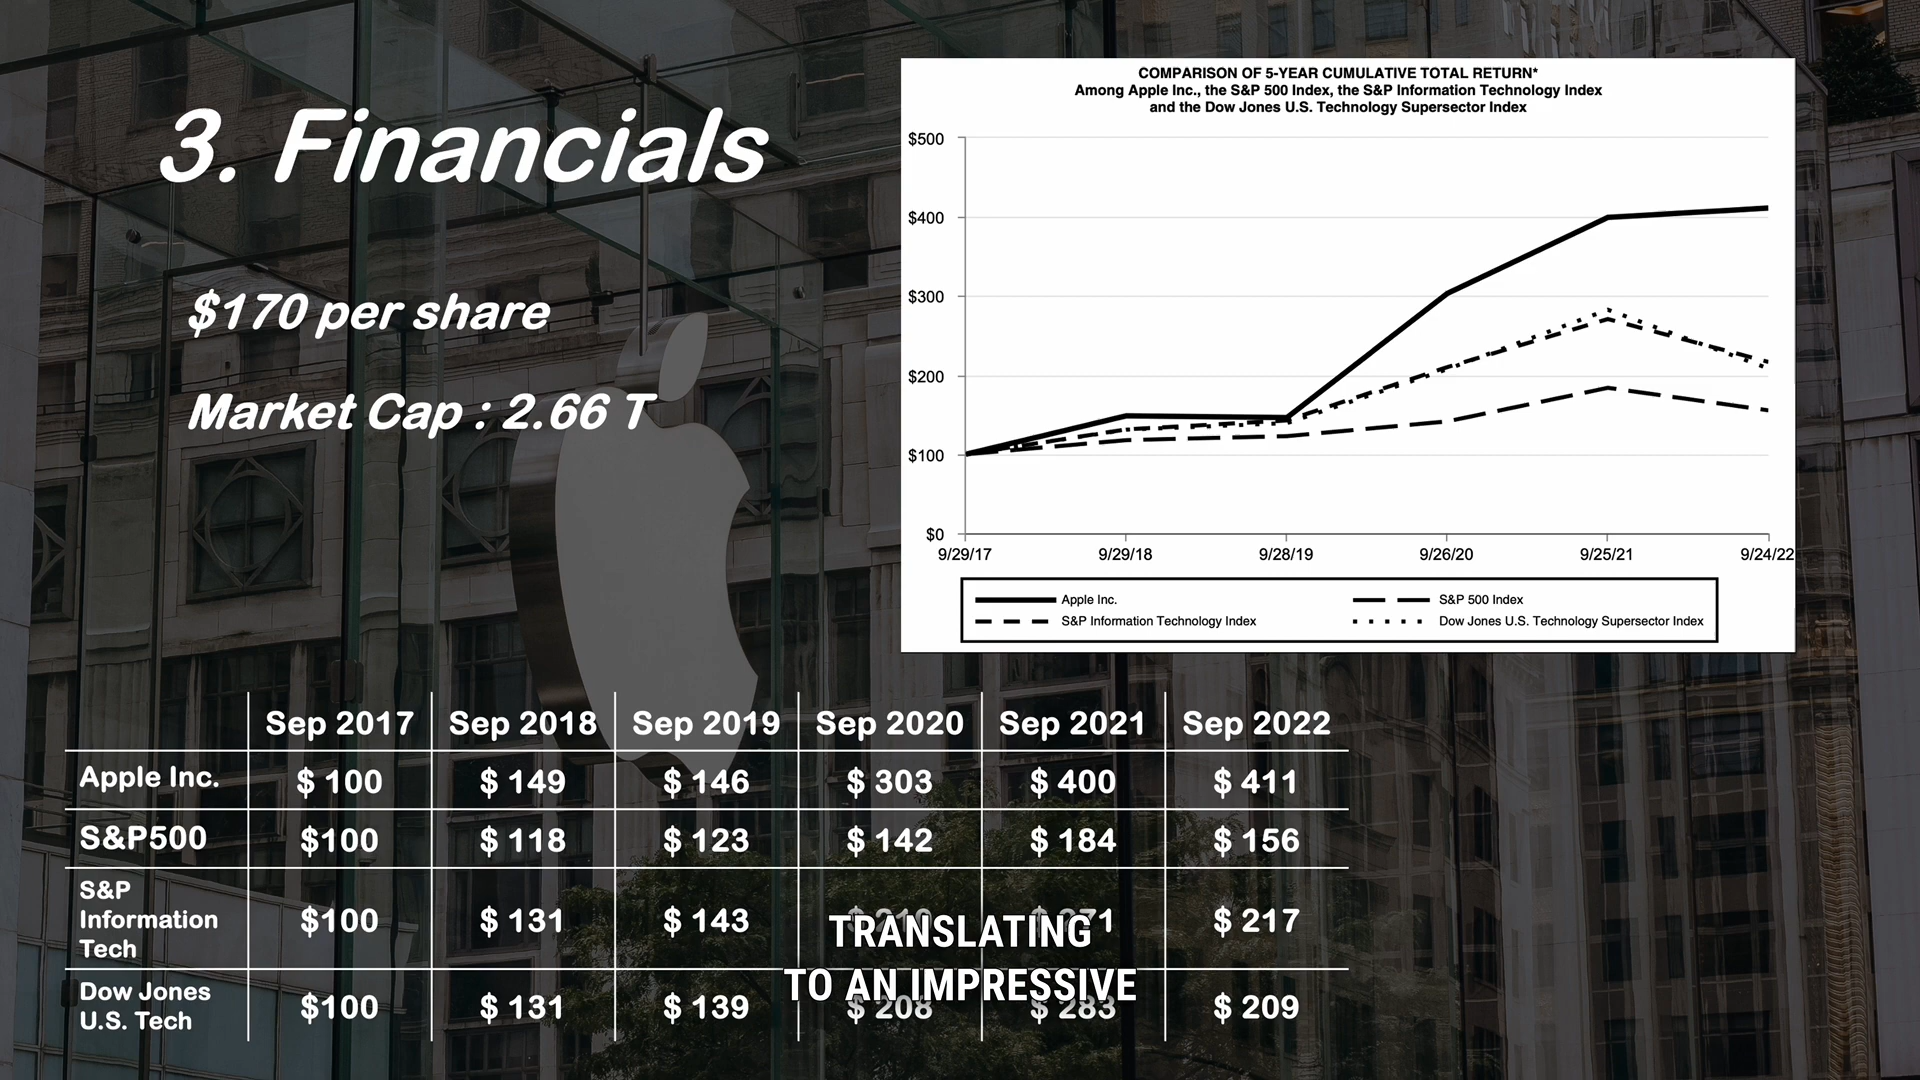 3. Financials
$170 per share
Market Cap : 2.66 T
COMPARISON OF 5-YEAR CUMULATIVE TOTAL RETURN*
Among Apple Inc., the S&P 500 Index, the S&P Information Technology Index
and the Dow Jones U.S. Technology Supersector Index
$500
$400
$300
$200
$100
$0
9/29/17 9/29/18 9/28/19 9/26/20 9/25/21 9/24/22
Apple Inc. S&P 500 Index
S&P Information Technology Index Dow Jones U.S. Technology Supersector Index
Sep 2017 Sep 2018 Sep 2019 Sep 2020 Sep 2021 Sep 2022
Apple Inc. $ 100 $ 149 $ 146 $ 303 $ 400 $ 411
S&P500 $100 $ 118 $ 123 $ 142 $ 184 $ 156
S&P
Information
Tech
$100 $ 131 $ 143 $ 217
Dow Jones
U.S. Tech
$100 $ 131 $ 139 $ 208 $ 283 $ 209
TRANSLATING
TO AN IMPRESSIVE